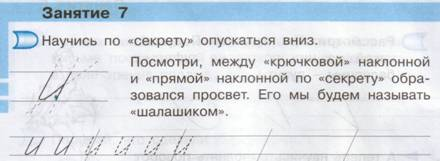 Занятие 7
Научись по «секрету» опускаться вниз.
Посмотри, между «крючковой» наклонной
и «прямой» наклонной по «секрету» обра-
зовался просвет. Его мы будем называть
«шалашиком».
и
и и и и и и